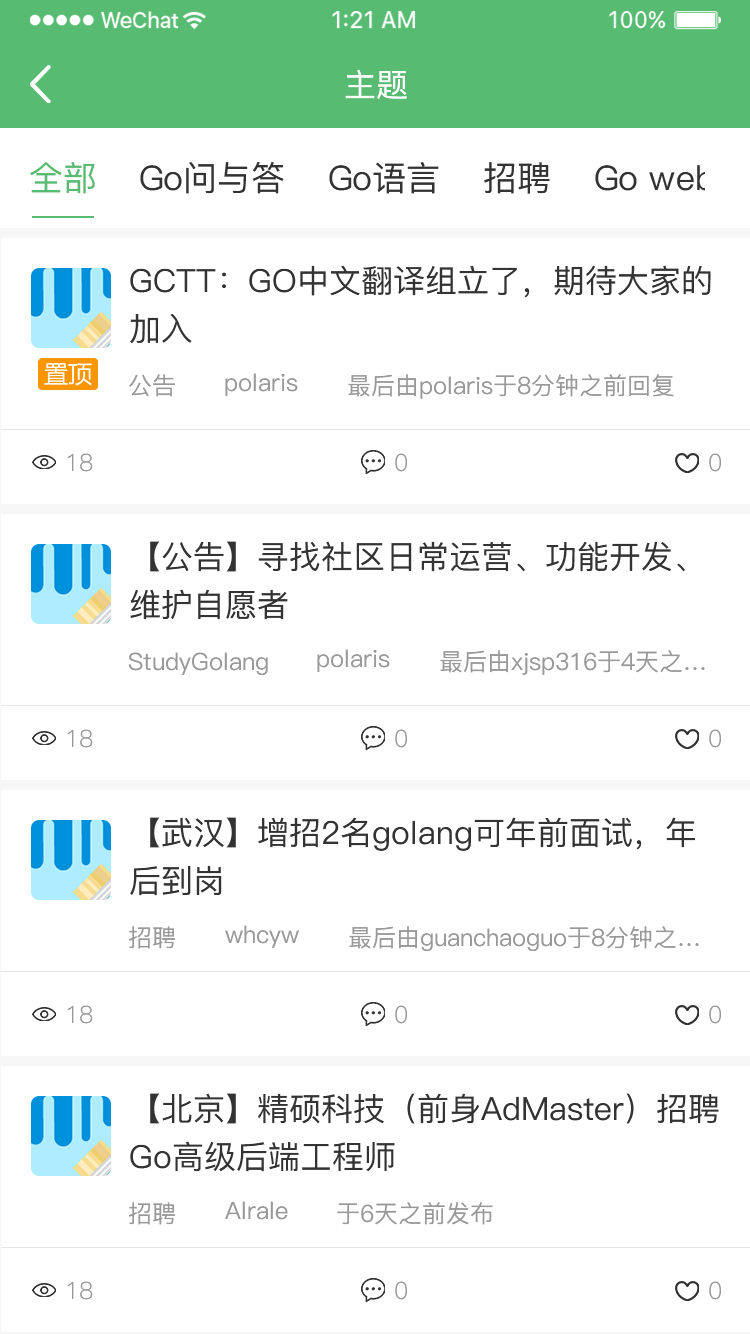 WeChat 1:21 AM 100%
主题
全部 Go问与答 Go语言 招聘 Go web
GCTT：GO中文翻译组立了，期待大家的
加入
置顶 公告 polaris 最后由polaris于8分钟之前回复
18 0 0
【公告】寻找社区日常运营、功能开发、
维护自愿者
StudyGolang polaris 最后由xjsp316于4天之...
18 0 0
【武汉】增招2名golang可年前面试，年
后到岗
招聘 whcyw 最后由guanchaoguo于8分钟之...
18 0 0
【北京】精硕科技（前身AdMaster）招聘
Go高级后端工程师
招聘 Alrale 于6天之前发布
18 0 0